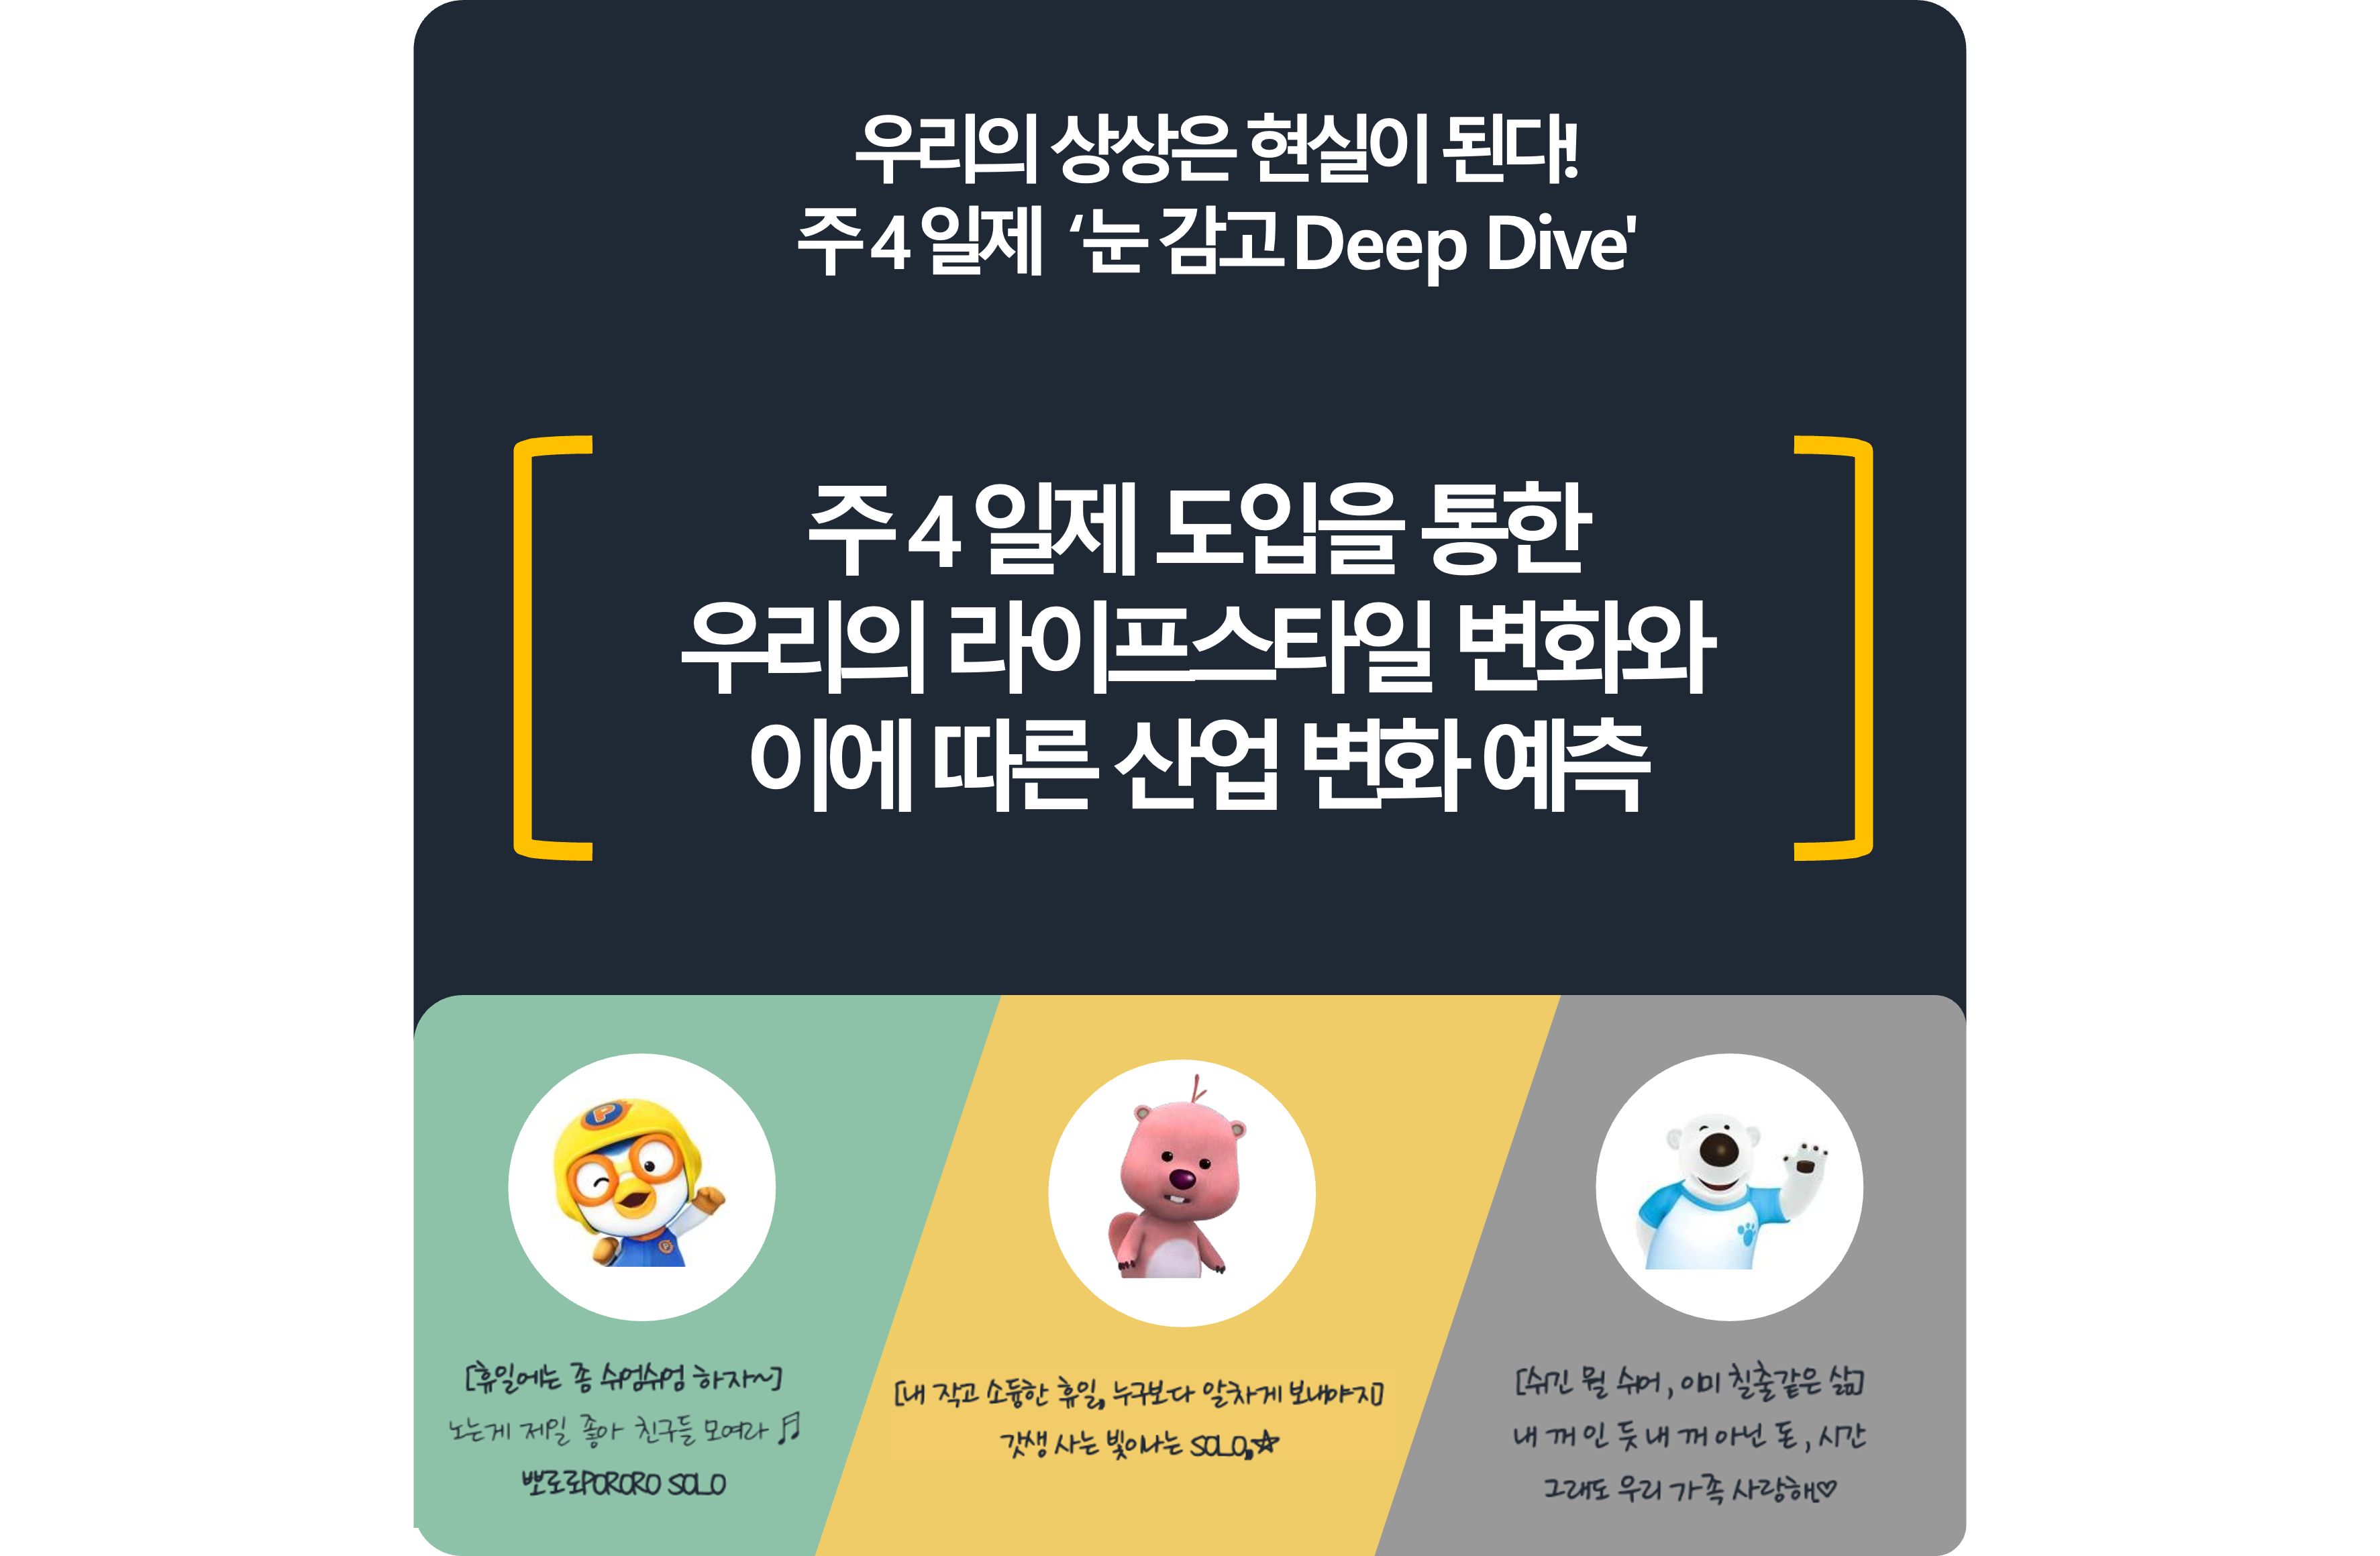 우리의 상상은 현실이 된다!
주 4 일제 ‘눈 감고 Deep Dive'
주 4 일제 도입을 통한
우리의 라이프스타일 변화와
이에 따른 산업 변화 예측
P
P
[휴일에는 좀 쉬엄쉬엄 하자~]
노는게 제일 좋아 친구들 모여라 ♫
뽀로로PORORO SOLO
[내 작고 소듕한 휴일, 누구보다 알차게 보내야지]
갓생 사는 빛이나는 SOLO,☆
[쉬긴 뭘 쉬어, 이미 칠출같은 삶]
내 꺼 인 듯 내 꺼 아닌 돈, 시간
그래도 우리 가족 사랑해♡